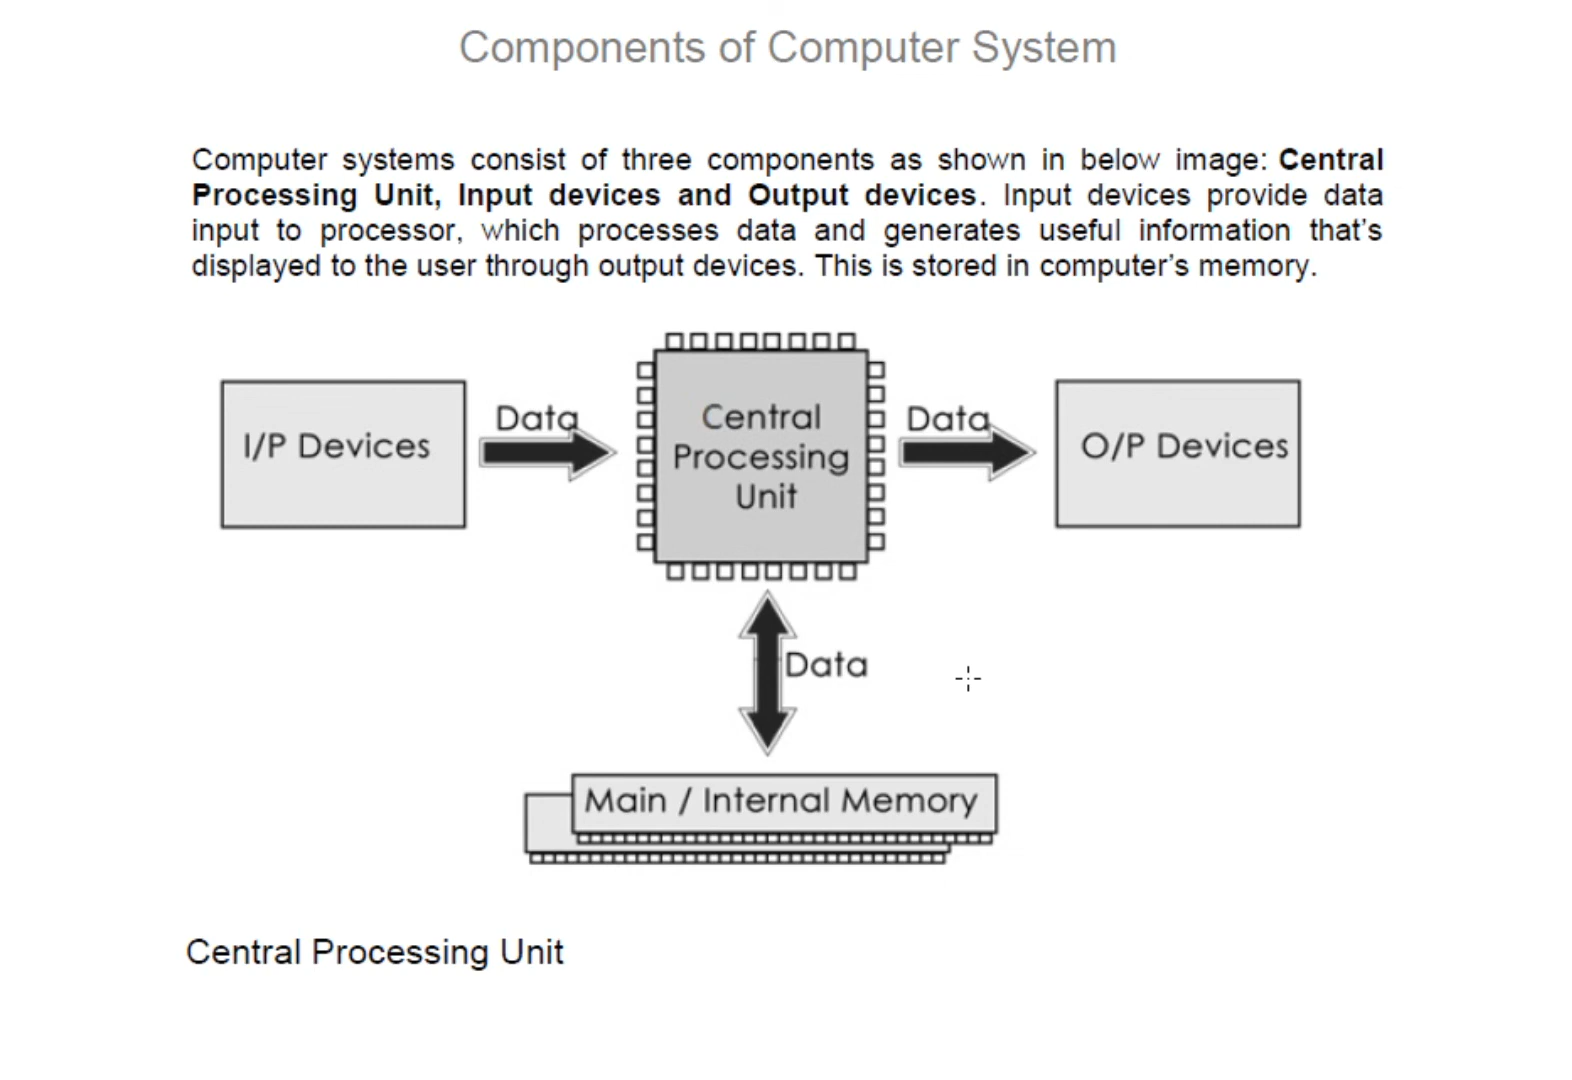 Components of Computer System
Computer systems consist of three components as shown in below image: Central
Processing Unit, Input devices and Output devices. Input devices provide data
input to processor, which processes data and generates useful information that's
displayed to the user through output devices. This is stored in computer's memory.
I/P Devices
Data
Central
Processing
Unit
Data
O/P Devices
Data
Main / Internal Memory
Central Processing Unit